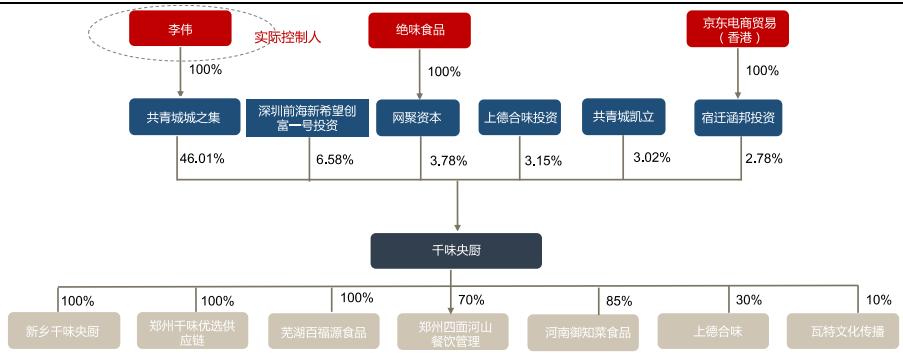 李伟
实际控制人
绝味食品
京东电商贸易
（香港）
100%
100%
100%
共青城城之集
深圳前海新希望创
富一号投资
网聚资本
上德合味投资
共青城凯立
宿迁涵邦投资
46.01%
6.58%
3.78%
3.15%
3.02%
2.78%
千味央厨
100%
100%
100%
70%
85%
30%
10%
新乡千味央厨
郑州千味优选供
应链
芜湖百福源食品
郑州四面河山
餐饮管理
河南御知菜食品
上德合味
瓦特文化传播